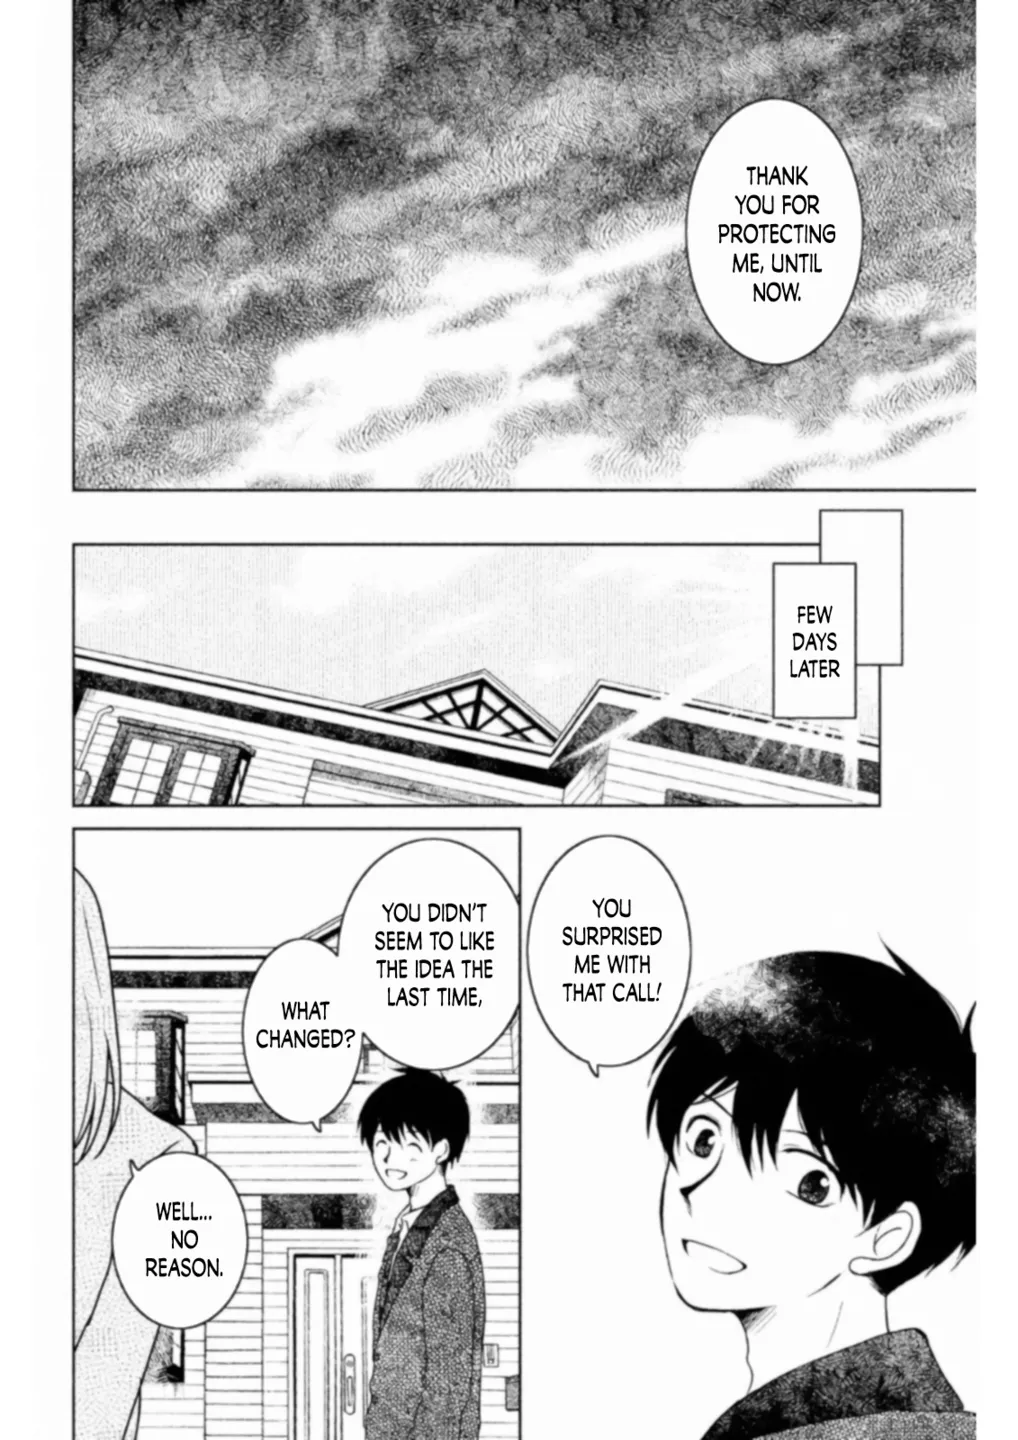 THANK
YOU FOR
PROTECTING
ME, UNTIL
NOW.
FEW
DAYS
LATER
YOU
SURPRISED
ME WITH
THAT CALL!
YOU DIDN'T
SEEM TO LIKE
THE IDEA THE
LAST TIME,
WHAT
CHANGED?
WELL...
NO
REASON.